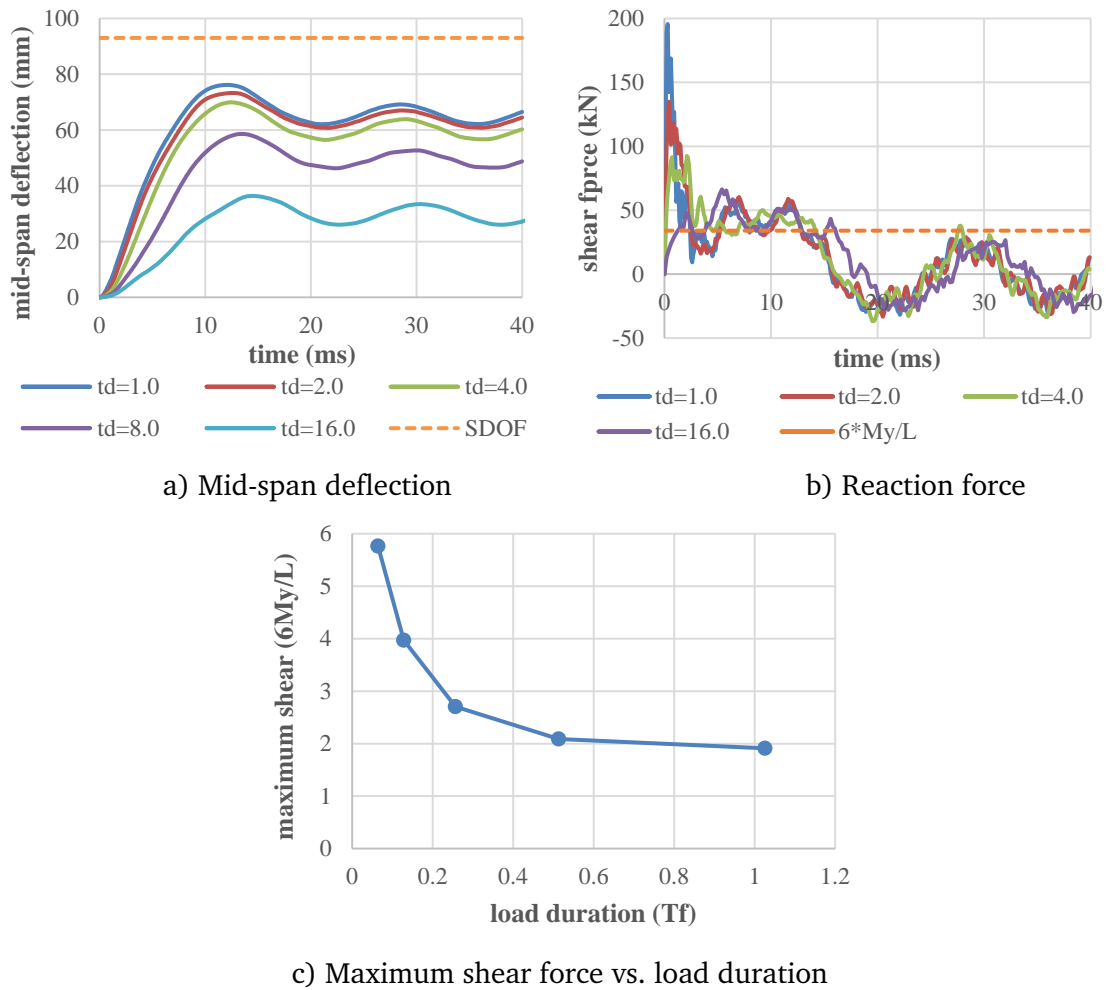 mid-span deflection (mm)
100
80
60
40
20
0
0 10 20 30 40
time (ms)
td=1.0 td=2.0 td=4.0
td=8.0 td=16.0 SDOF
a) Mid-span deflection
shear fprce (kN)
200
150
100
50
0
-50
0 10 20 30 40
time (ms)
td=1.0 td=2.0 td=4.0
td=16.0 6*My/L
b) Reaction force
maximum shear (6My/L)
6
5
4
3
2
1
0
0 0.2 0.4 0.6 0.8 1 1.2
load duration (Tf)
c) Maximum shear force vs. load duration